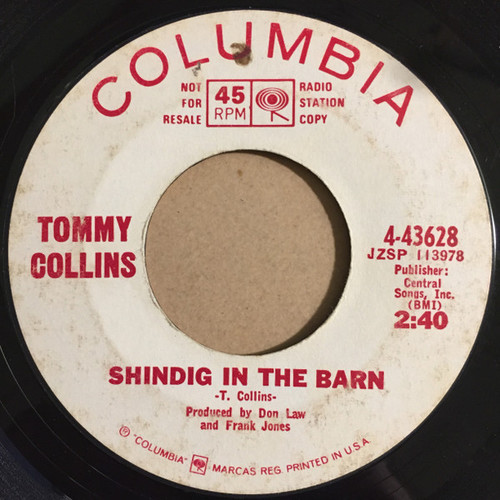 COLUMBIA
NOT FOR RESALE
45 RPM
RADIO STATION COPY
TOMMY COLLINS
4-43628
JZSP 113978
Publisher:
Central
Songs, Inc.
(BMI)
2:40
SHINDIG IN THE BARN
-T. Collins-
Produced by Don Law
and Frank Jones
Ⓟ "COLUMBIA" MARCAS REG. PRINTED IN U.S.A.